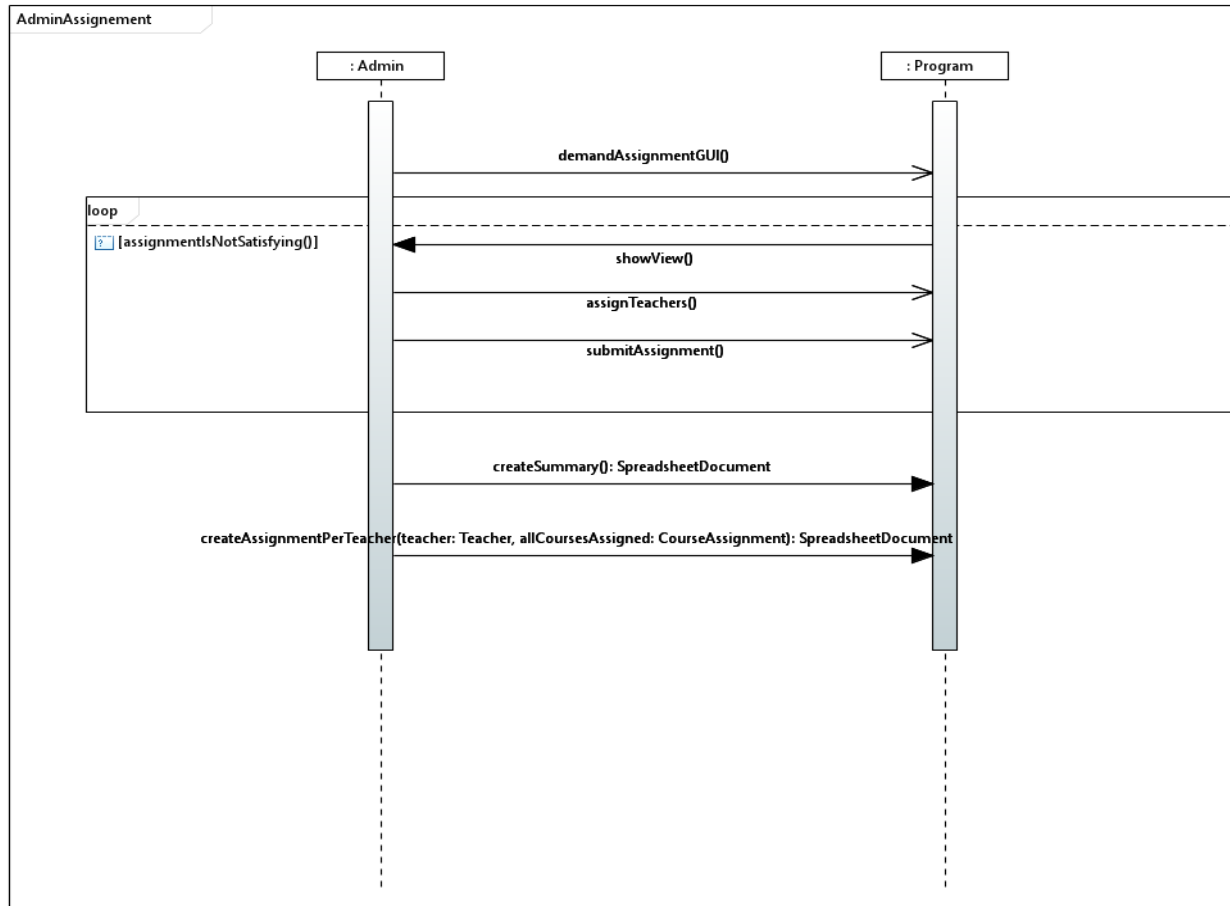 AdminAssignement
: Admin
: Program
demandAssignmentGUI()
loop
? [assignmentIsNotSatisfying()]
showView()
assignTeachers()
submitAssignment()
createSummary(): SpreadsheetDocument
createAssignmentPerTeacher(teacher: Teacher, allCoursesAssigned: CourseAssignment): SpreadsheetDocument